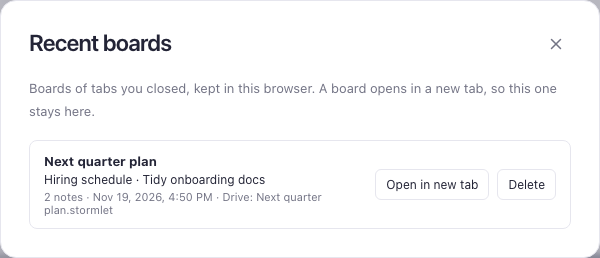 Recent boards
Boards of tabs you closed, kept in this browser. A board opens in a new tab, so this one
stays here.
Next quarter plan
Hiring schedule · Tidy onboarding docs
2 notes · Nov 19, 2026, 4:50 PM · Drive: Next quarter
plan.stormlet
Open in new tab
Delete